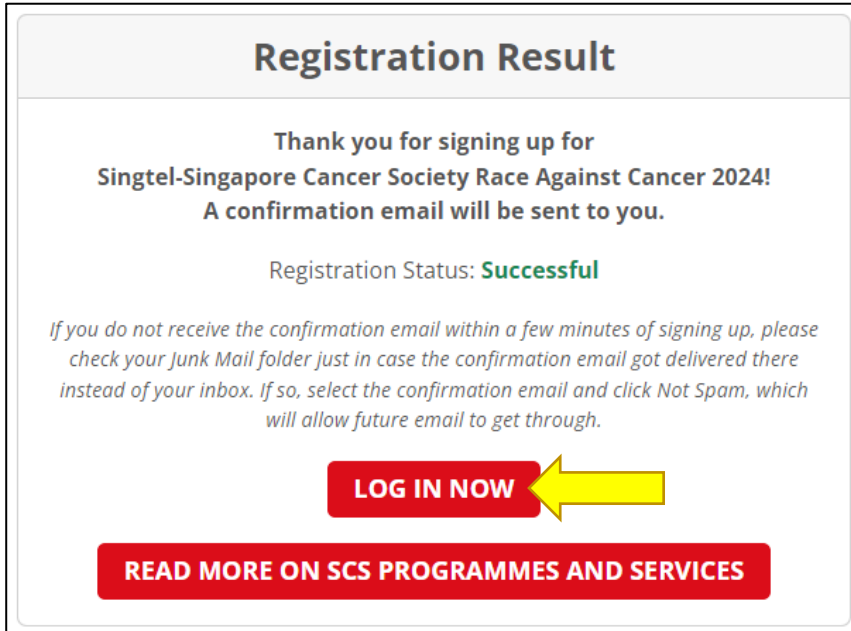 Registration Result
Thank you for signing up for
Singtel-Singapore Cancer Society Race Against Cancer 2024!
A confirmation email will be sent to you.
Registration Status: Successful
If you do not receive the confirmation email within a few minutes of signing up, please
check your Junk Mail folder just in case the confirmation email got delivered there
instead of your inbox. If so, select the confirmation email and click Not Spam, which
will allow future email to get through.
LOG IN NOW
READ MORE ON SCS PROGRAMMES AND SERVICES